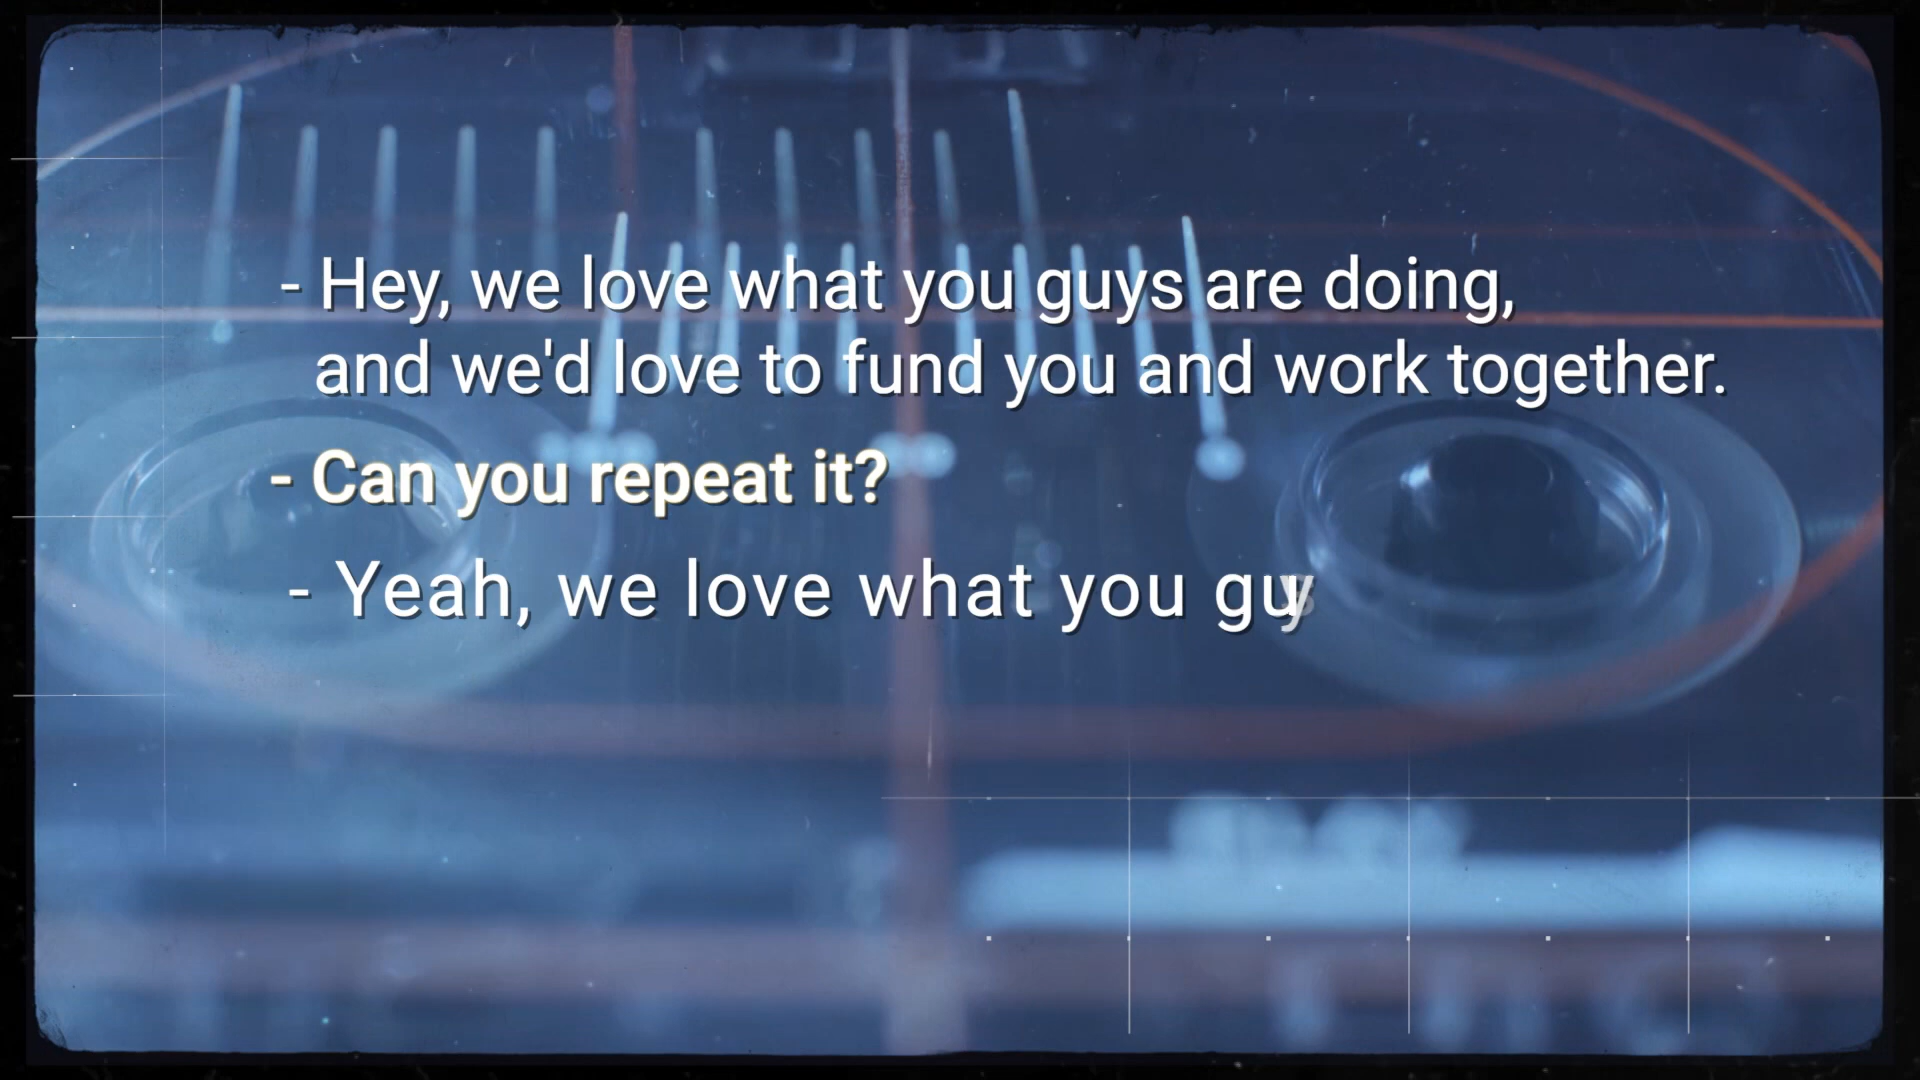 - Hey, we love what you guys are doing,
and we'd love to fund you and work together.
- Can you repeat it?
- Yeah, we love what you guys